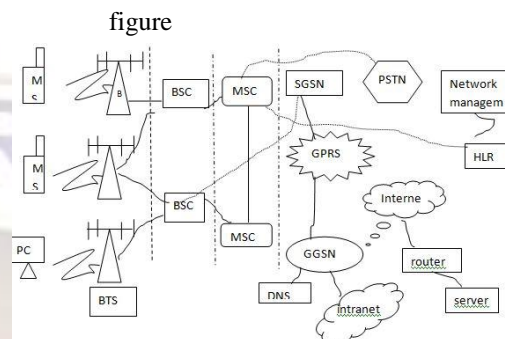 figure
M
S
B
BSC
MSC
SGSN
PSTN
Network
managem
M
S
GPRS
HLR
BSC
Interne
PC
MSC
GGSN
router
BTS
DNS
intranet
server